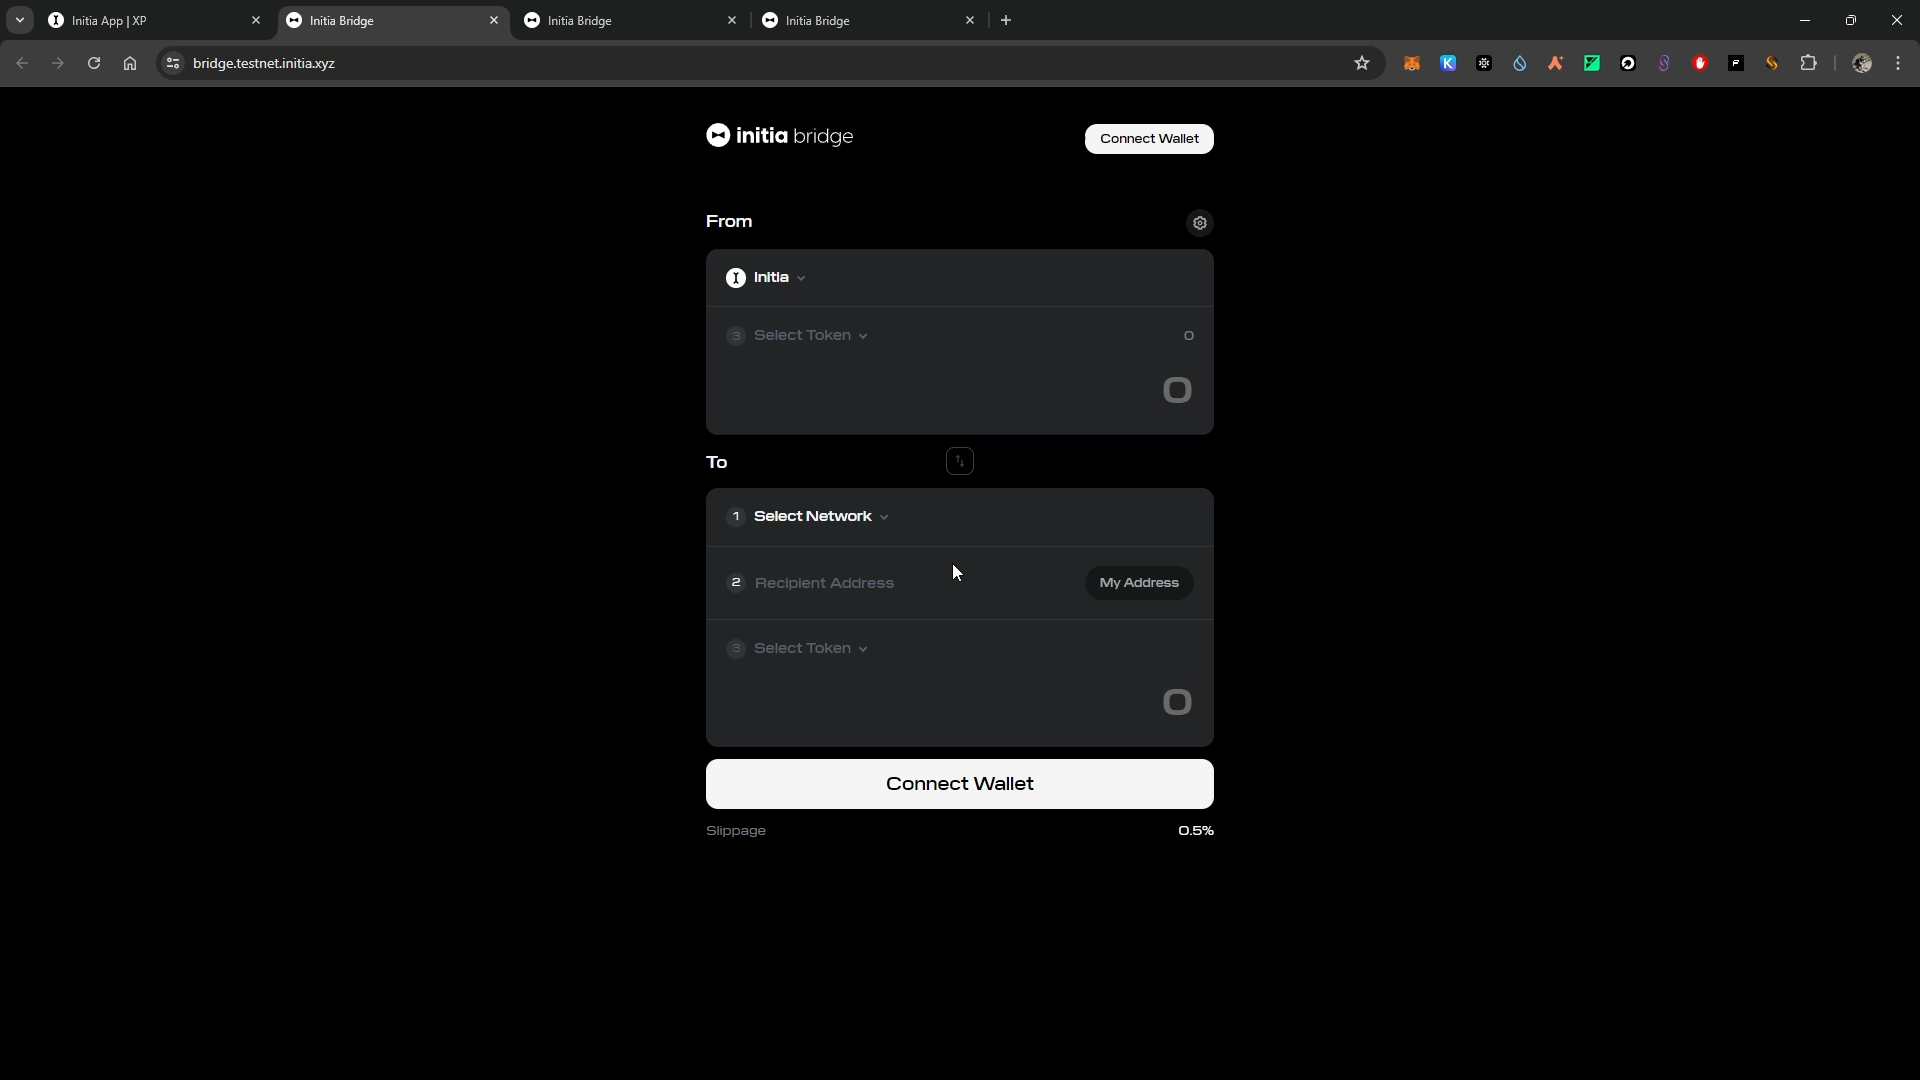 Initia App | XP
Initia Bridge
Initia Bridge
Initia Bridge
bridge.testnet.initia.xyz
initia bridge
Connect Wallet
From
Initia
3 Select Token
0
0
To
1 Select Network
2 Recipient Address
My Address
3 Select Token
0
Connect Wallet
Slippage
0.5%